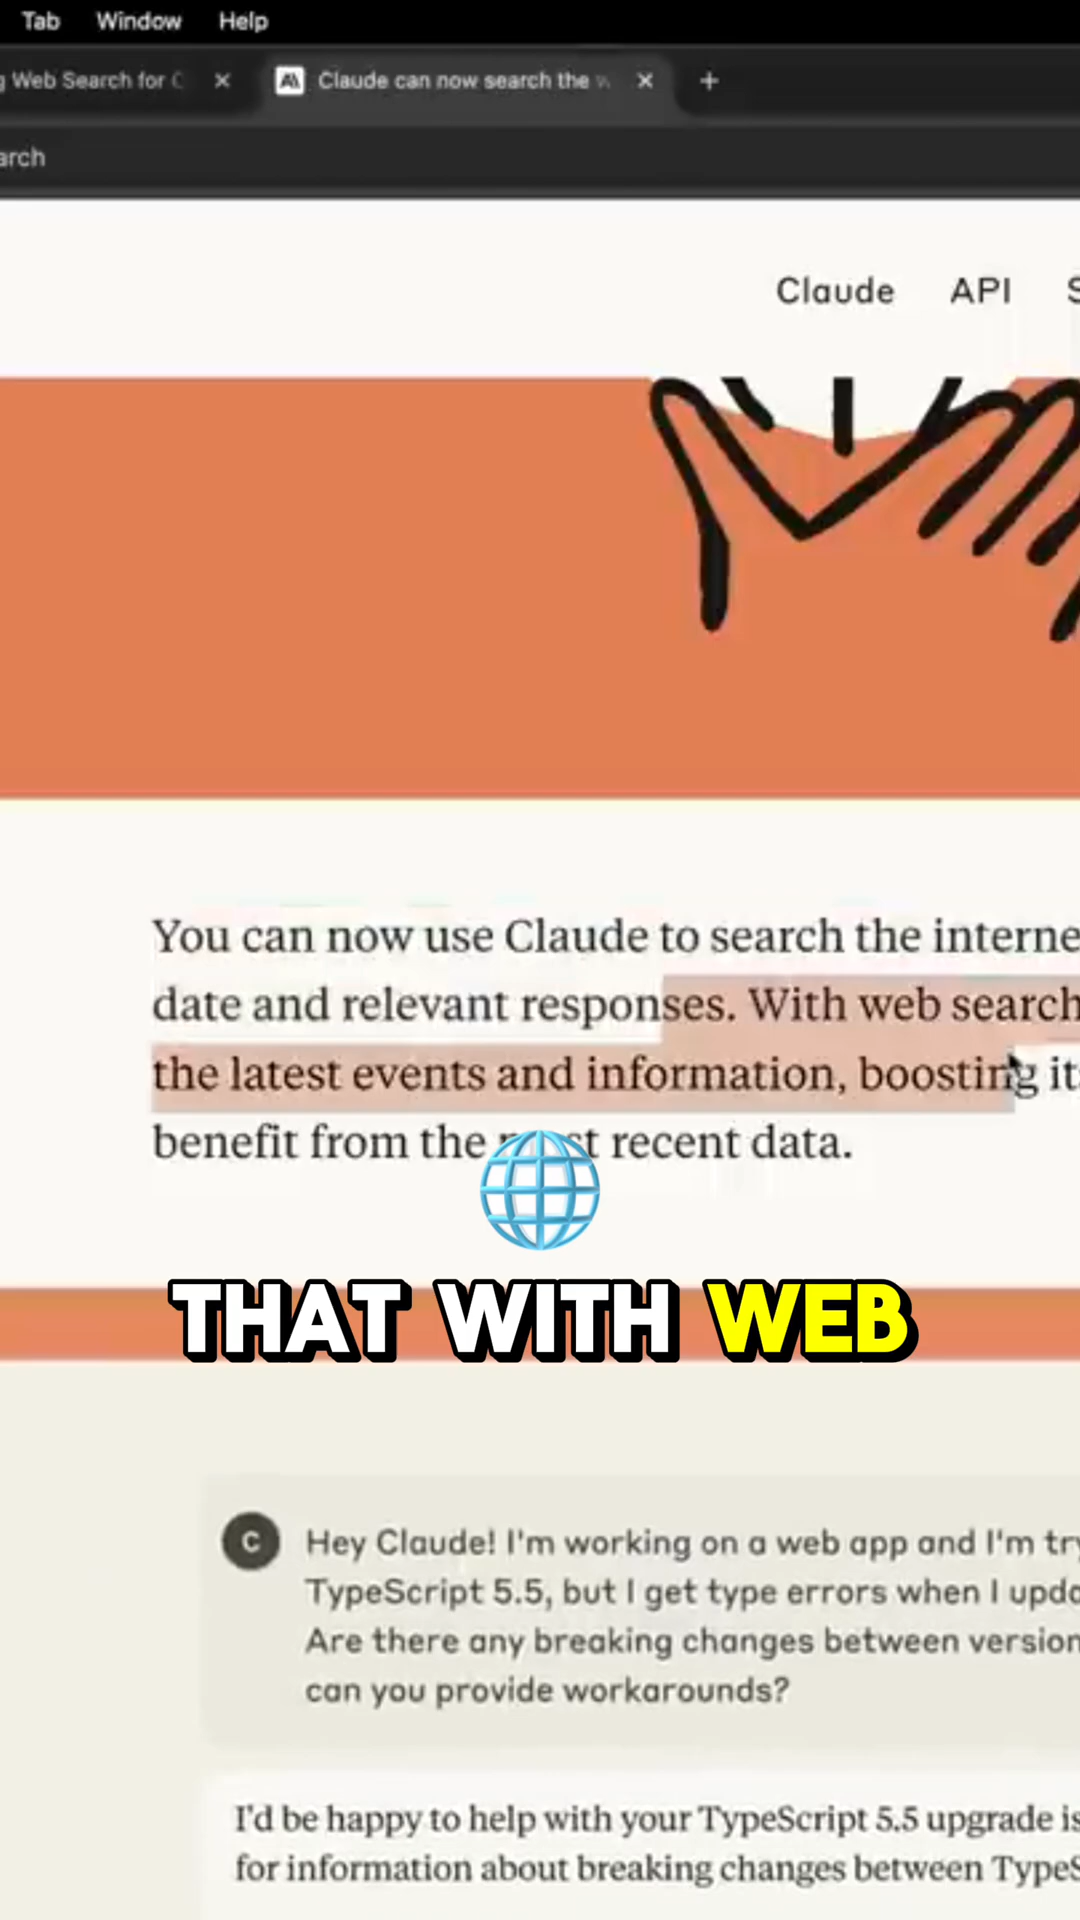 Tab Window Help
Web Search for
Claude can now search the
arch
Claude API
You can now use Claude to search the interne
date and relevant responses. With web search
the latest events and information, boosting it
benefit from the recent data.
THAT WITH WEB
C
Hey Claude! I'm working on a web app and I'm try
TypeScript 5.5, but I get type errors when I upda
Are there any breaking changes between version
can you provide workarounds?
I'd be happy to help with your TypeScript 5.5 upgrade is
for information about breaking changes between TypeS